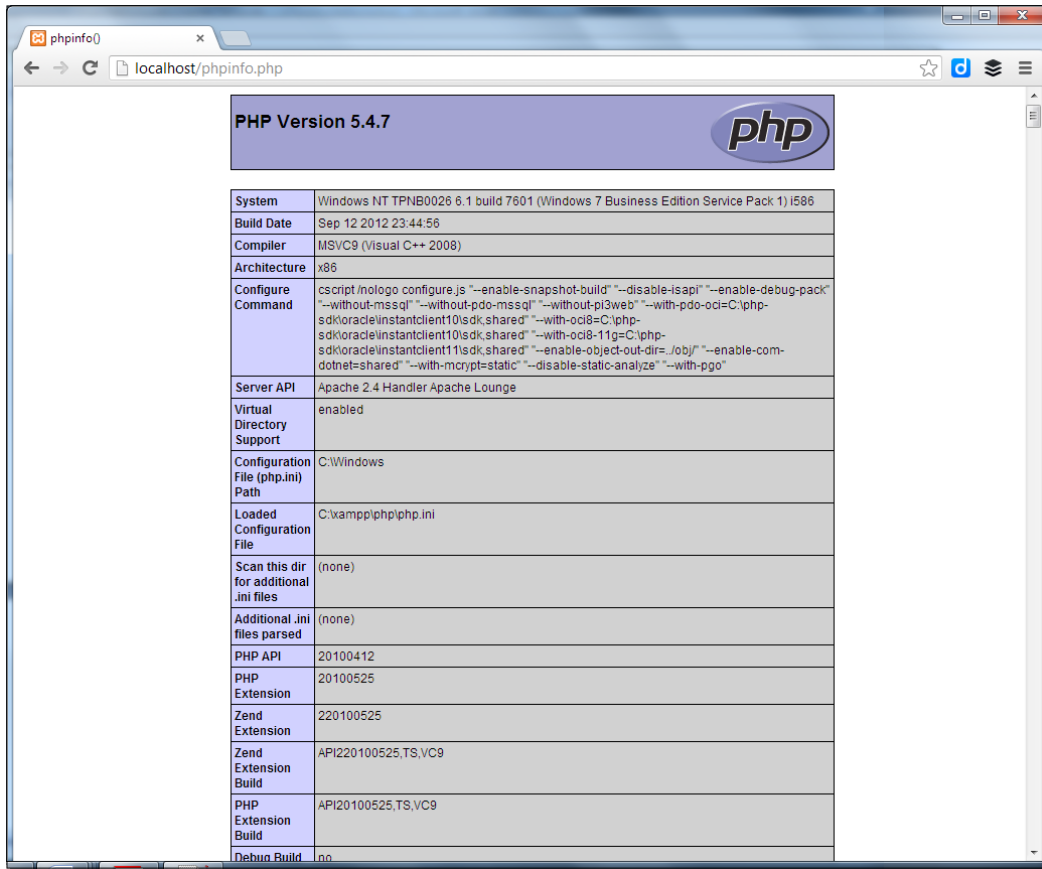 phpinfo()
localhost/phpinfo.php
PHP Version 5.4.7
php
System Windows NT TPNB0026 6.1 build 7601 (Windows 7 Business Edition Service Pack 1) i586
Build Date Sep 12 2012 23:44:56
Compiler MSVC9 (Visual C++ 2008)
Architecture x86
Configure Command cscript /nologo configure.js "--enable-snapshot-build" "--disable-isapi" "--enable-debug-pack"
"--without-mssql" "--without-pdo-mssql" "--without-pi3web" "--with-pdo-oci=C:\php-
sdk\oracle\instantclient10\sdk,shared" "--with-oci8=C:\php-
sdk\oracle\instantclient10\sdk,shared" "--with-oci8-11g=C:\php-
sdk\oracle\instantclient11\sdk,shared" "--enable-object-out-dir=../obj/" "--enable-com-
dotnet=shared" "--with-mcrypt=static" "--disable-static-analyze" "--with-pgo"
Server API Apache 2.4 Handler Apache Lounge
Virtual
Directory
Support
enabled
Configuration
File (php.ini)
Path
C:\Windows
Loaded
Configuration
File
C:\xampp\php\php.ini
Scan this dir
for additional
.ini files
(none)
Additional .ini
files parsed
(none)
PHP API 20100412
PHP
Extension
20100525
Zend
Extension
220100525
Zend
Extension
Build
API220100525,TS,VC9
PHP
Extension
Build
API20100525,TS,VC9
Debug Build no